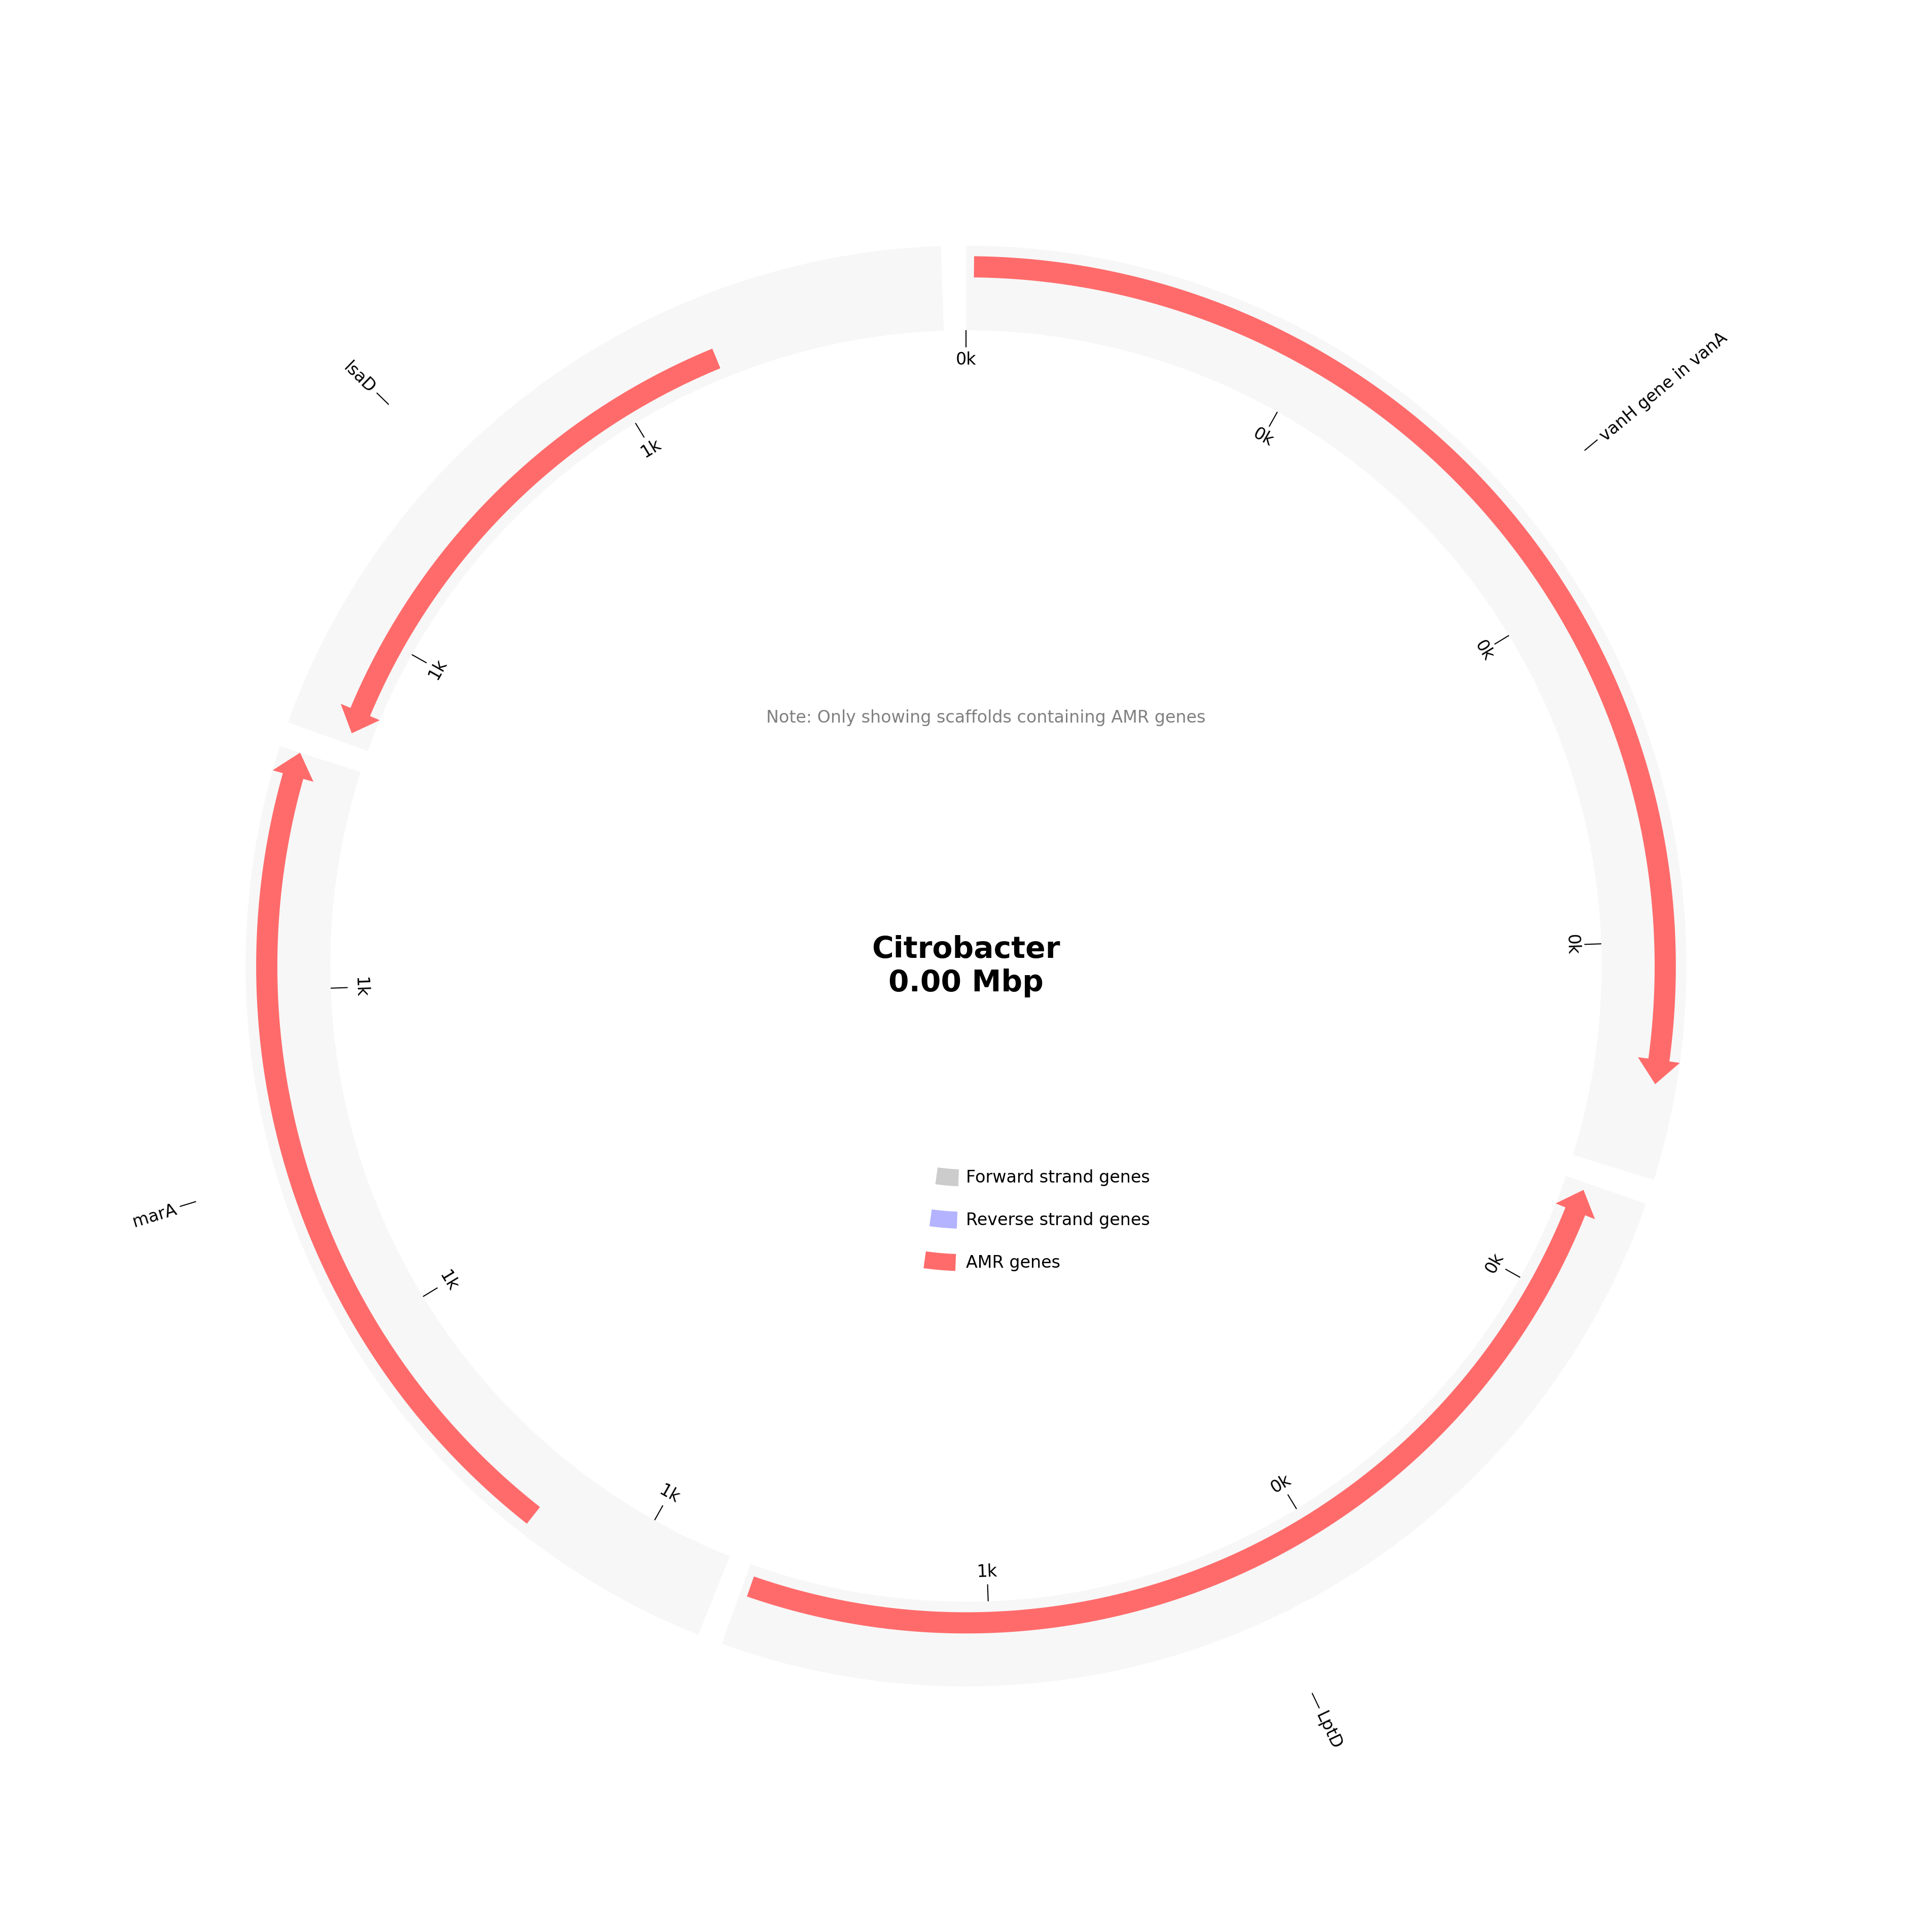 vanH gene in vanA
lsaD
0k
0k
1k
0k
1k
Note: Only showing scaffolds containing AMR genes
0k
Citrobacter
0.00 Mbp
1k
Forward strand genes
marA
Reverse strand genes
0k
AMR genes
1k
0k
1k
1k
LptD